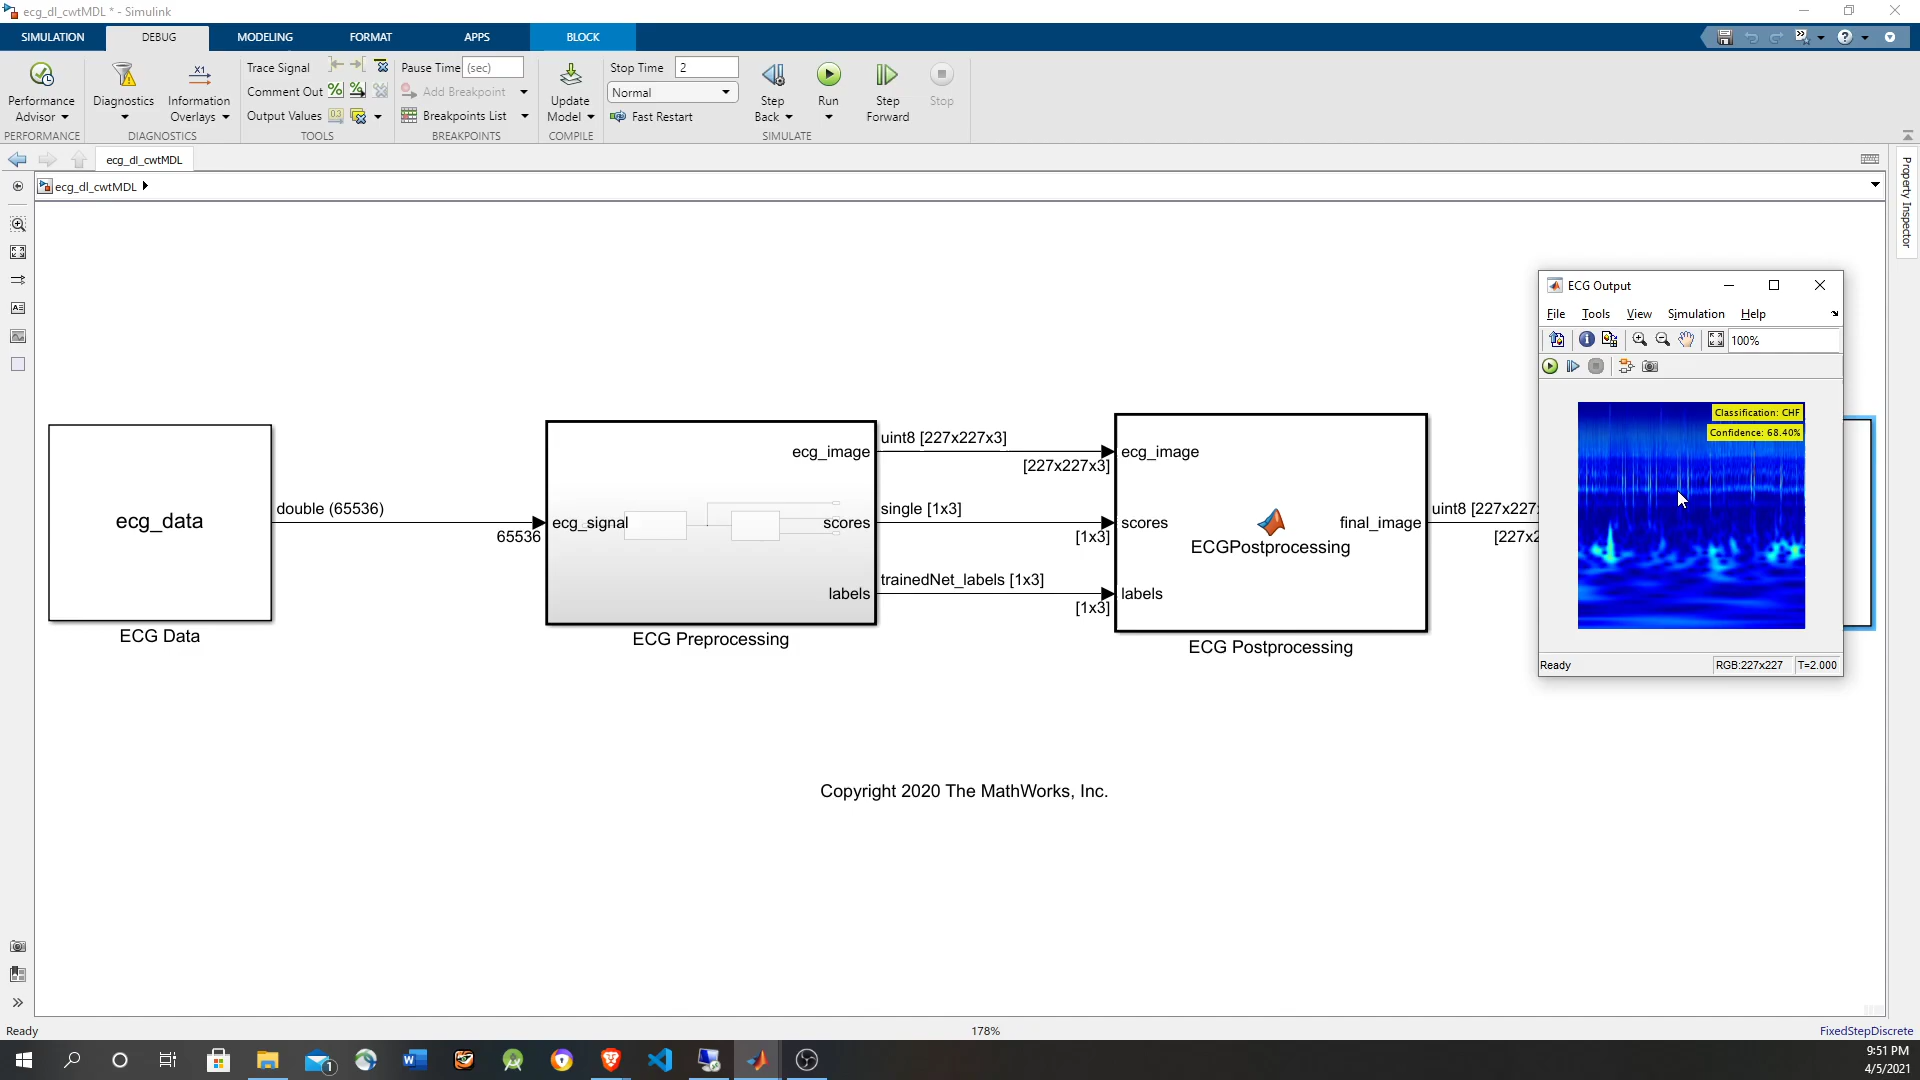 ecg_dl_cwtMDL * - Simulink
SIMULATION DEBUG MODELING FORMAT APPS BLOCK
Performance Advisor
PERFORMANCE
Diagnostics
Information Overlays
DIAGNOSTICS
Trace Signal
Comment Out
Output Values
TOOLS
Pause Time (sec)
Add Breakpoint
Breakpoints List
BREAKPOINTS
Update Model
COMPILE
Stop Time 2
Normal
Fast Restart
Step Back
Run
Step Forward
Stop
SIMULATE
ecg_dl_cwtMDL
ecg_dl_cwtMDL
Property Inspector
ecg_data
ECG Data
double (65536)
65536
ecg_signal
ecg_image
scores
labels
ECG Preprocessing
uint8 [227x227x3]
[227x227x3]
single [1x3]
[1x3]
trainedNet_labels [1x3]
[1x3]
ecg_image
scores
labels
ECGPostprocessing
final_image
ECG Postprocessing
uint8 [227x227
[227x2
ECG Output
File Tools View Simulation Help
100%
Classification: CHF
Confidence: 68.40%
Ready RGB:227x227 T=2.000
Copyright 2020 The MathWorks, Inc.
Ready 178% FixedStepDiscrete
9:51 PM
4/5/2021